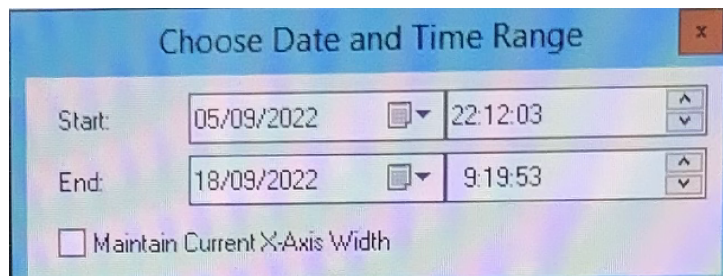 Choose Date and Time Range x
Start: 05/09/2022 22:12:03
End: 18/09/2022 9:19:53
Maintain Current X-Axis Width